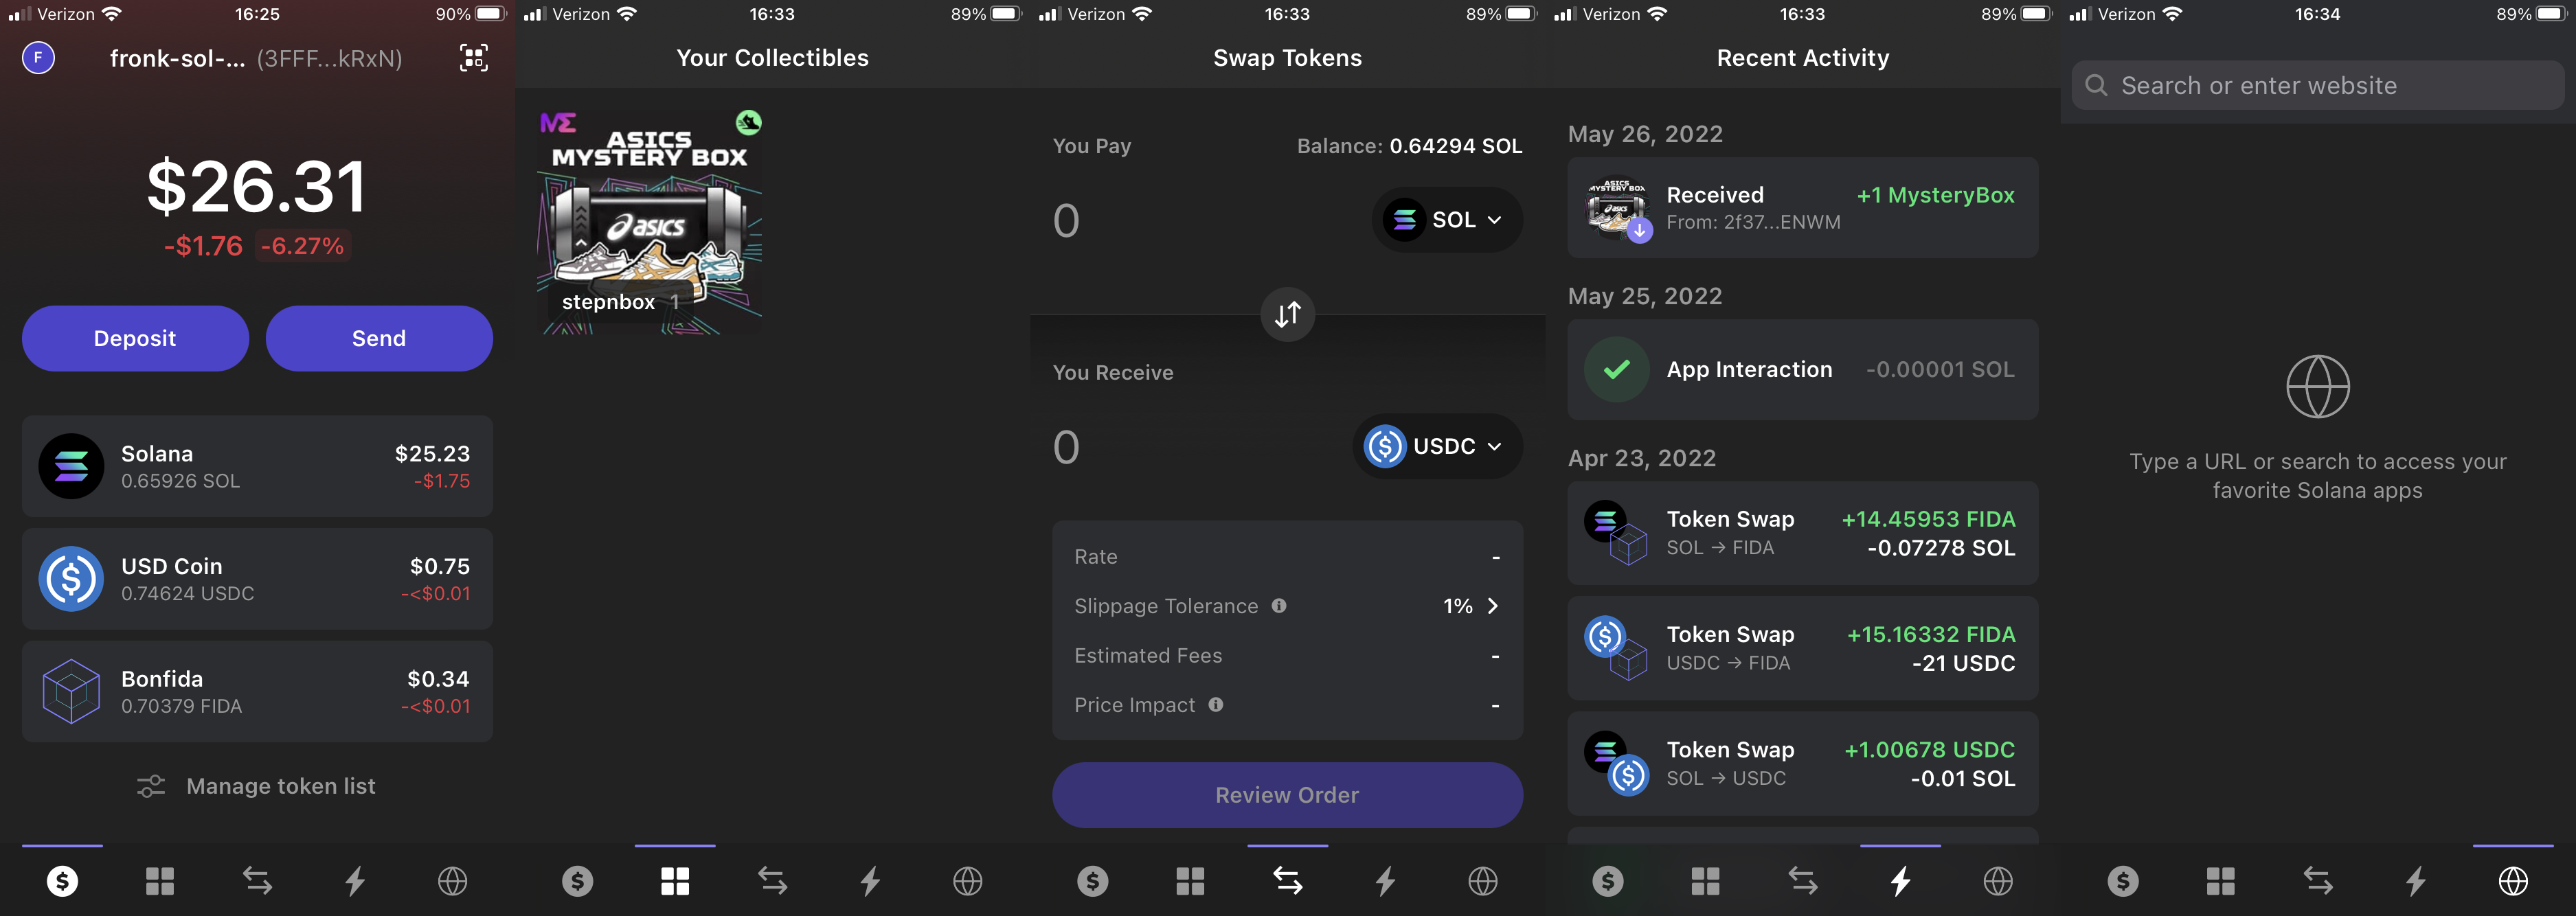 Verizon 16:25 90%
F fronk-sol-... (3FFF...kRxN)
$26.31
-$1.76 -6.27%
Deposit Send
Solana $25.23
0.65926 SOL -$1.75
USD Coin $0.75
0.74624 USDC -<$0.01
Bonfida $0.34
0.70379 FIDA -<$0.01
Manage token list
Verizon 16:33 89%
Your Collectibles
ME
ASICS
MYSTERY BOX
asics
stepnbox 1
Verizon 16:33 89%
Swap Tokens
You Pay Balance: 0.64294 SOL
0 SOL
You Receive
0 USDC
Rate -
Slippage Tolerance 1%
Estimated Fees -
Price Impact -
Review Order
Verizon 16:33 89%
Recent Activity
May 26, 2022
ASICS
MYSTERY BOX
asics
Received +1 MysteryBox
From: 2f37...ENWM
May 25, 2022
App Interaction -0.00001 SOL
Apr 23, 2022
Token Swap +14.45953 FIDA
SOL → FIDA -0.07278 SOL
Token Swap +15.16332 FIDA
USDC → FIDA -21 USDC
Token Swap +1.00678 USDC
SOL → USDC -0.01 SOL
Verizon 16:34 89%
Search or enter website
Type a URL or search to access your
favorite Solana apps